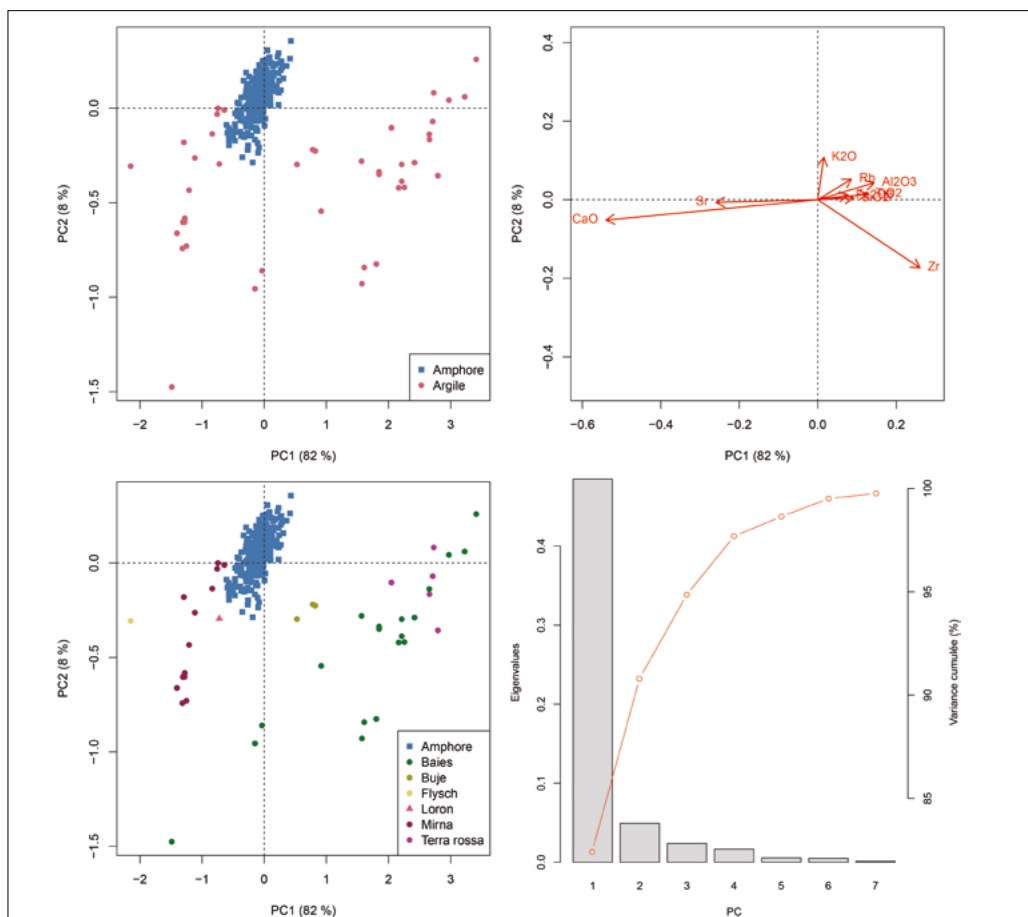 0.0
−0.5
−1.0
−1.5
PC2 (8 %)
−2 −1 0 1 2 3
PC1 (82 %)
Amphore
Argile
0.4
0.2
0.0
−0.2
−0.4
PC2 (8 %)
K2O
Rb
Al2O3
Sr
CaO
Zr
−0.6 −0.4 −0.2 0.0 0.2
PC1 (82 %)
0.0
−0.5
−1.0
−1.5
PC2 (8 %)
−2 −1 0 1 2 3
PC1 (82 %)
Amphore
Baies
Buje
Flysch
Loron
Mirna
Terra rossa
0.4
0.3
0.2
0.1
0.0
Eigenvalues
100
95
90
85
Variance cumulée (%)
1 2 3 4 5 6 7
PC